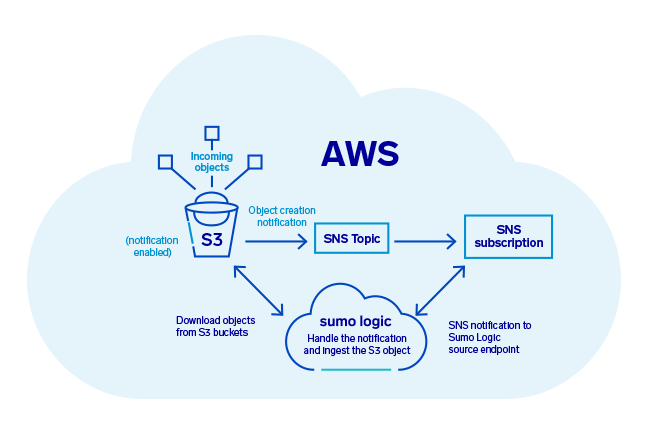 AWS
Incoming
objects
Object creation
notification
S3
(notification
enabled)
SNS Topic
SNS
subscription
Download objects
from S3 buckets
sumo logic
Handle the notification
and ingest the S3 object
SNS notification to
Sumo Logic
source endpoint